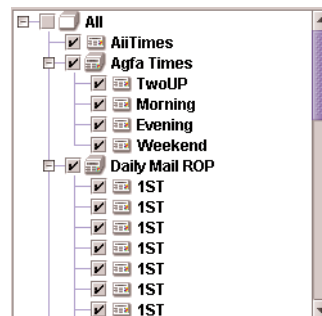 All
AiiTimes
Agfa Times
TwoUP
Morning
Evening
Weekend
Daily Mail ROP
1ST
1ST
1ST
1ST
1ST
1ST
1ST